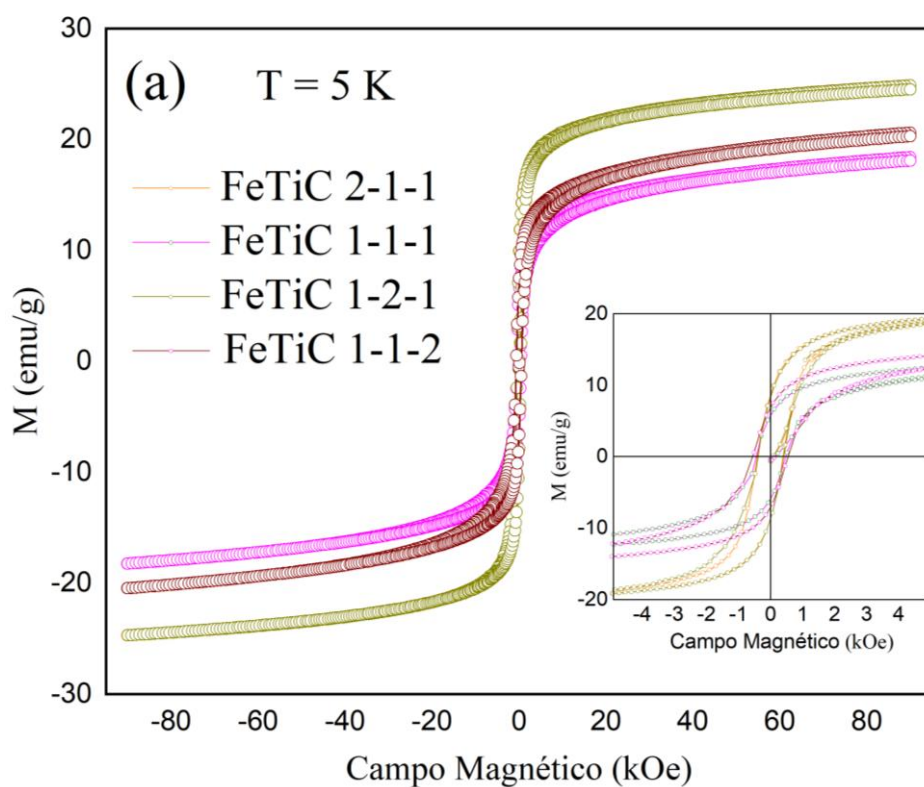 (a) T = 5 K
FeTiC 2-1-1
FeTiC 1-1-1
FeTiC 1-2-1
FeTiC 1-1-2
M (emu/g)
30
20
10
0
-10
-20
-30
-80 -60 -40 -20 0 20 40 60 80
Campo Magnético (kOe)
M (emu/g)
20
10
0
-10
-20
-4 -3 -2 -1 0 1 2 3 4
Campo Magnético (kOe)